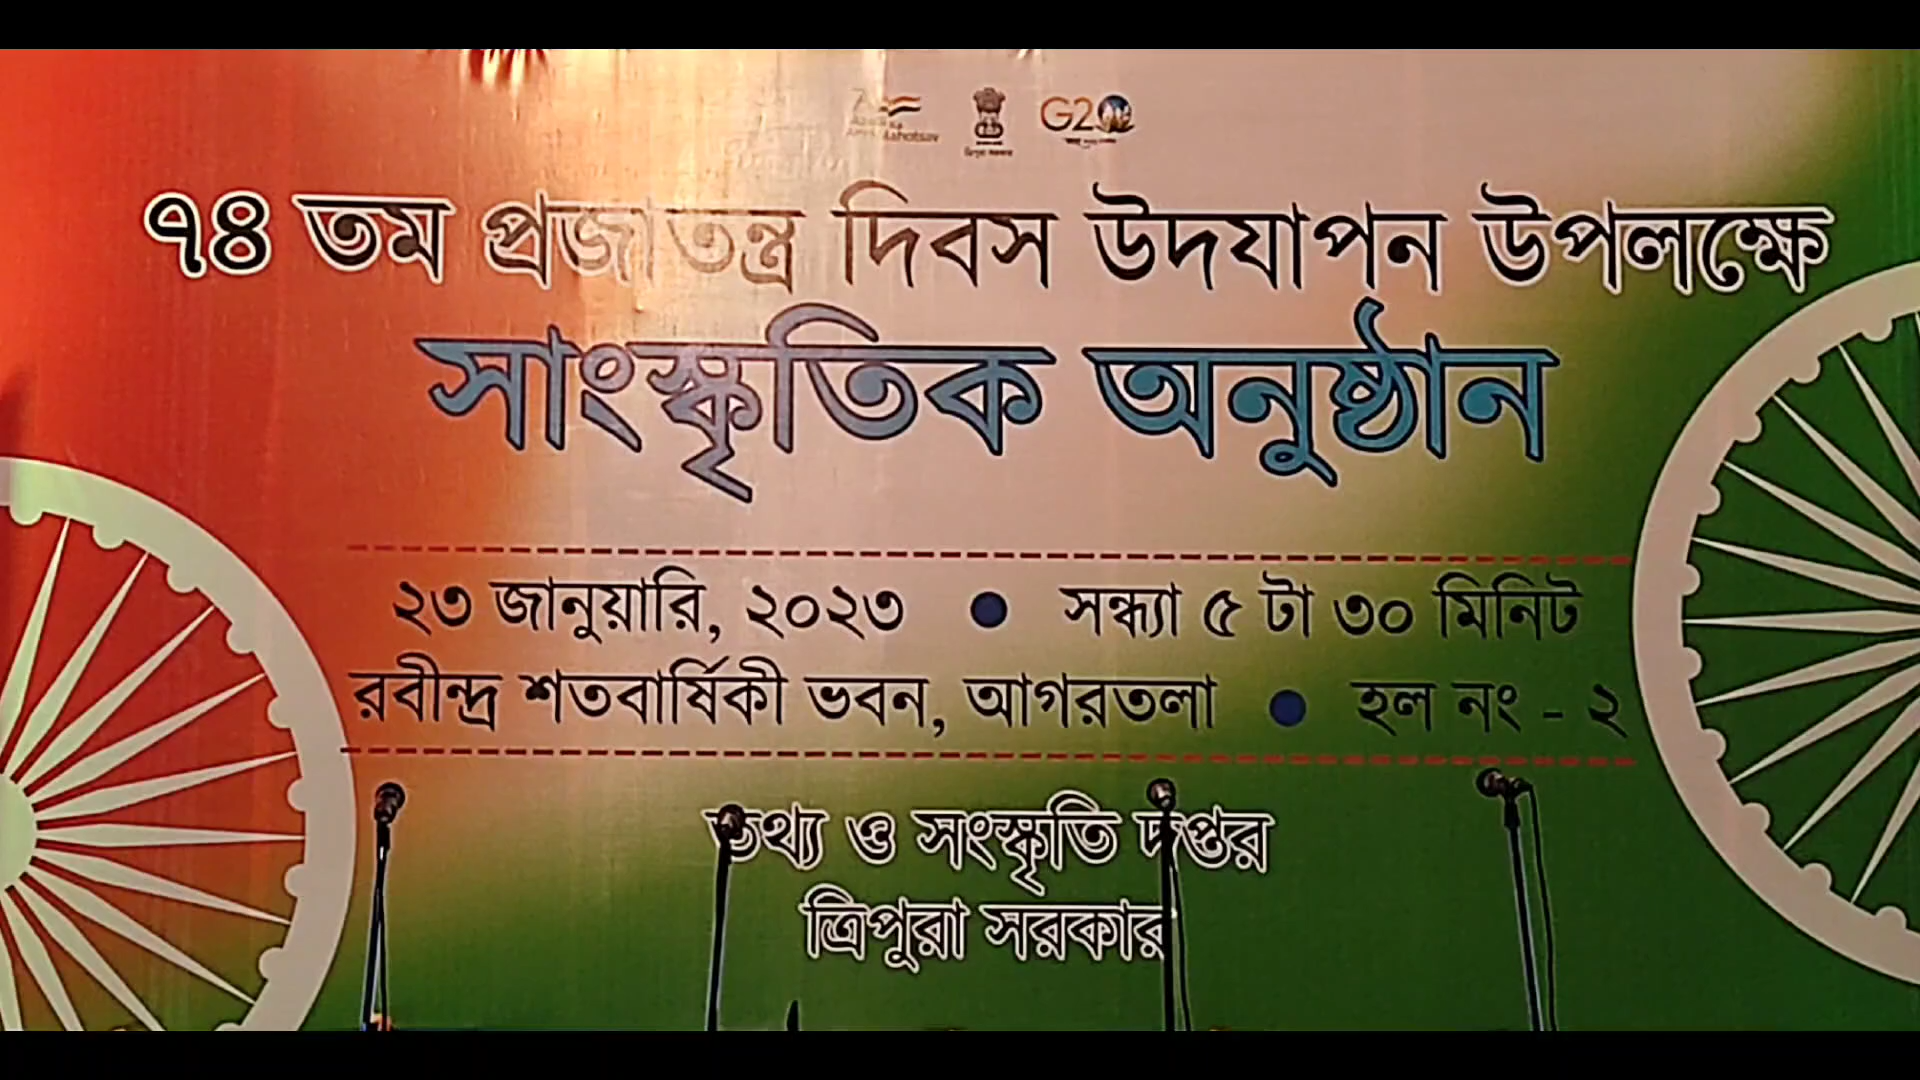 G20
৭৪ তম প্রজাতন্ত্র দিবস উদযাপন উপলক্ষে
সাংস্কৃতিক অনুষ্ঠান
২৩ জানুয়ারি, ২০২৩ ● সন্ধ্যা ৫ টা ৩০ মিনিট
রবীন্দ্র শতবার্ষিকী ভবন, আগরতলা ● হল নং - ২
তথ্য ও সংস্কৃতি দপ্তর
ত্রিপুরা সরকার